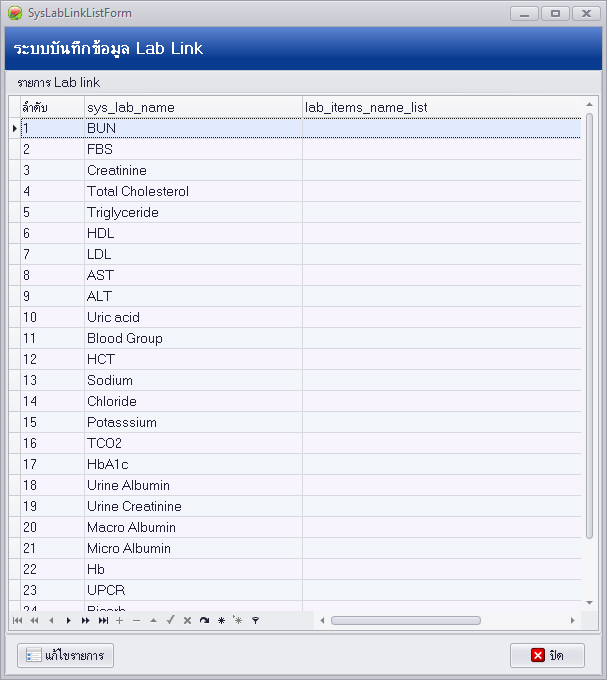 SysLabLinkListForm
ระบบบันทึกข้อมูล Lab Link
รายการ Lab link
ลำดับ sys_lab_name lab_items_name_list
1 BUN
2 FBS
3 Creatinine
4 Total Cholesterol
5 Triglyceride
6 HDL
7 LDL
8 AST
9 ALT
10 Uric acid
11 Blood Group
12 HCT
13 Sodium
14 Chloride
15 Potasssium
16 TCO2
17 HbA1c
18 Urine Albumin
19 Urine Creatinine
20 Macro Albumin
21 Micro Albumin
22 Hb
23 UPCR
24 Bicarb
แก้ไขรายการ ปิด